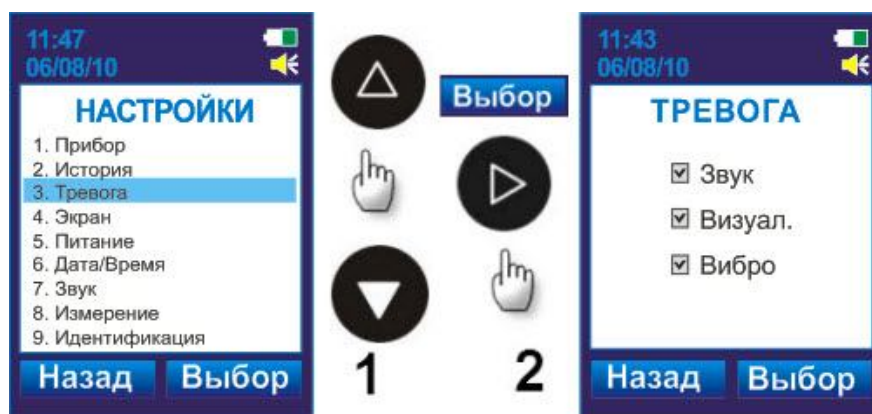 11:47
06/08/10
НАСТРОЙКИ
1. Прибор
2. История
3. Тревога
4. Экран
5. Питание
6. Дата/Время
7. Звук
8. Измерение
9. Идентификация
Назад Выбор
Выбор
1 2
11:43
06/08/10
ТРЕВОГА
Звук
Визуал.
Вибро
Назад Выбор